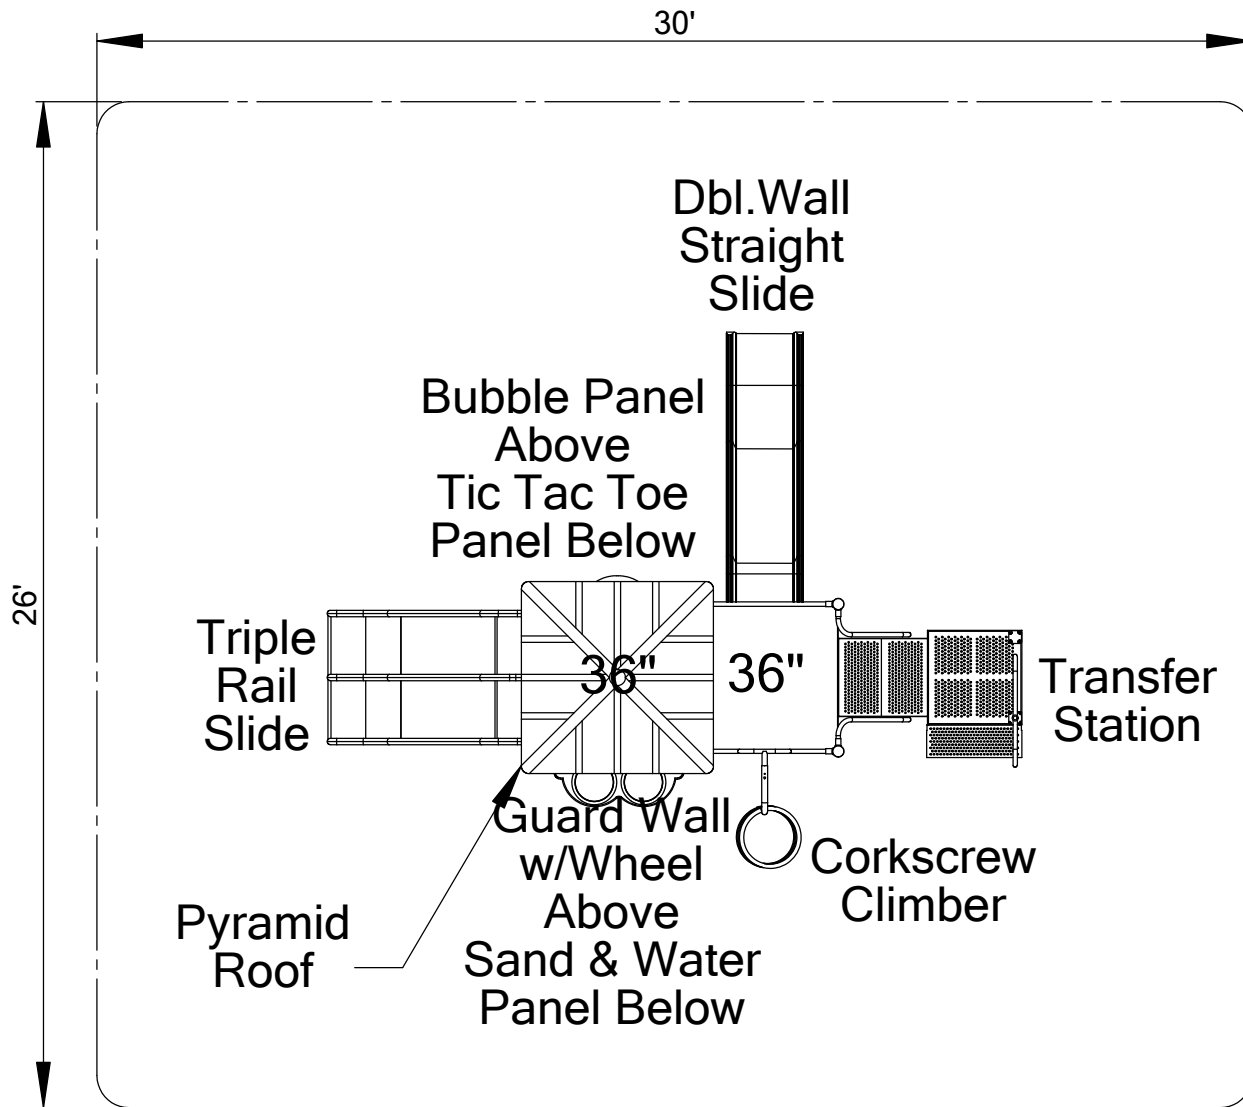 30'
26'
Dbl.Wall
Straight
Slide
Bubble Panel
Above
Tic Tac Toe
Panel Below
Triple
Rail
Slide
36"
36"
Transfer
Station
Guard Wall
w/Wheel
Above
Sand & Water
Panel Below
Corkscrew
Climber
Pyramid
Roof